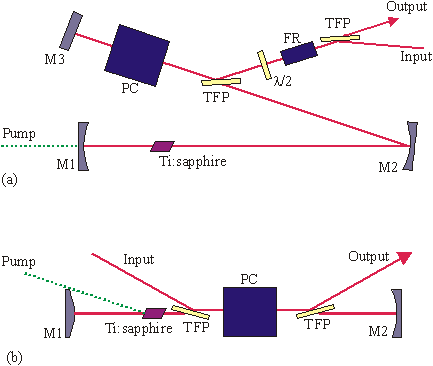 Output
TFP
FR
Input
M3
PC
λ/2
TFP
Pump
M1
Ti:sapphire
M2
(a)
Pump
Input
PC
Output
M1
Ti:sapphire
TFP
TFP
M2
(b)